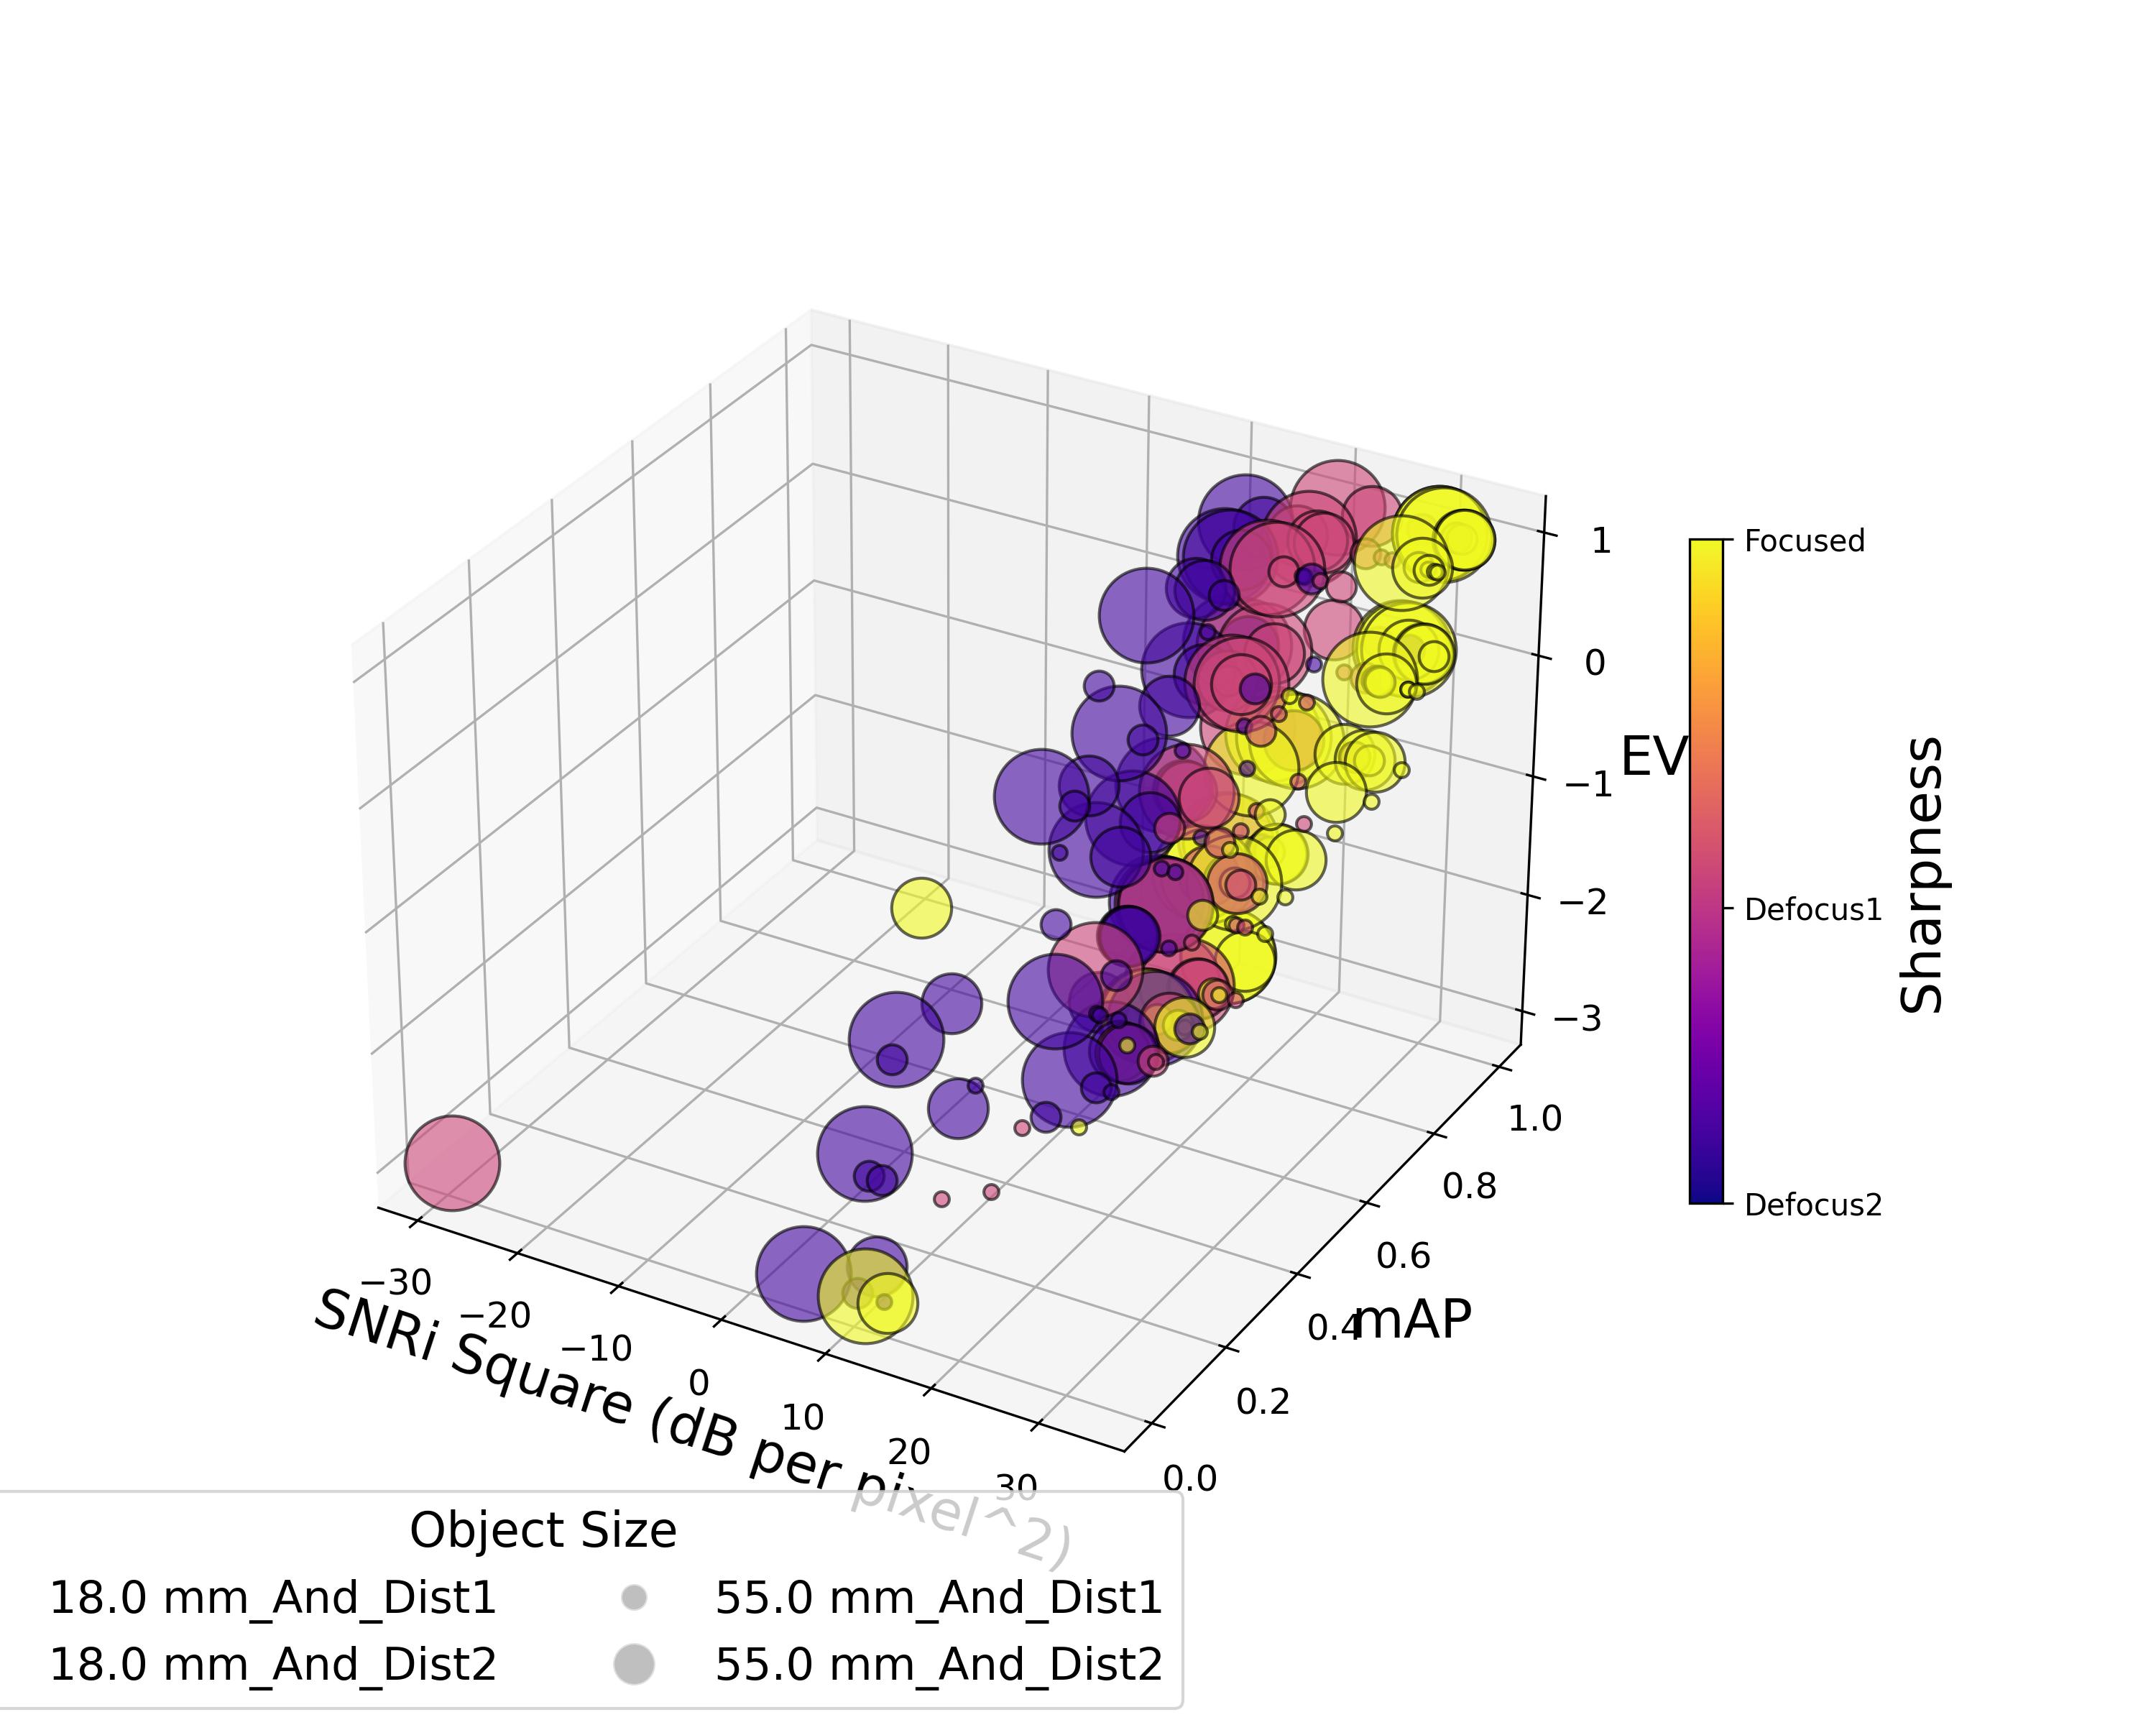 1
0
−1
−2
−3
EV
Focused
Defocus1
Defocus2
Sharpness
1.0
0.8
0.6
0.4
0.2
0.0
mAP
−30
−20
−10
0
10
20
30
SNRi Square (dB per pixel^2)
Object Size
18.0 mm_And_Dist1 55.0 mm_And_Dist1
18.0 mm_And_Dist2 55.0 mm_And_Dist2